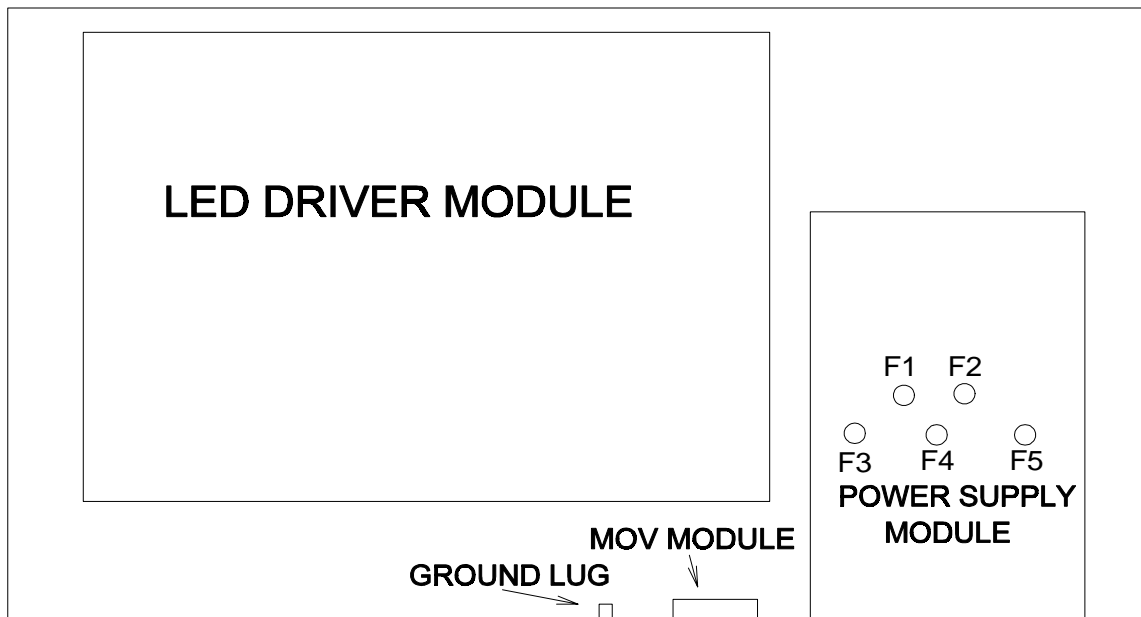 LED DRIVER MODULE
F1 F2
F3 F4 F5
POWER SUPPLY
MODULE
MOV MODULE
GROUND LUG